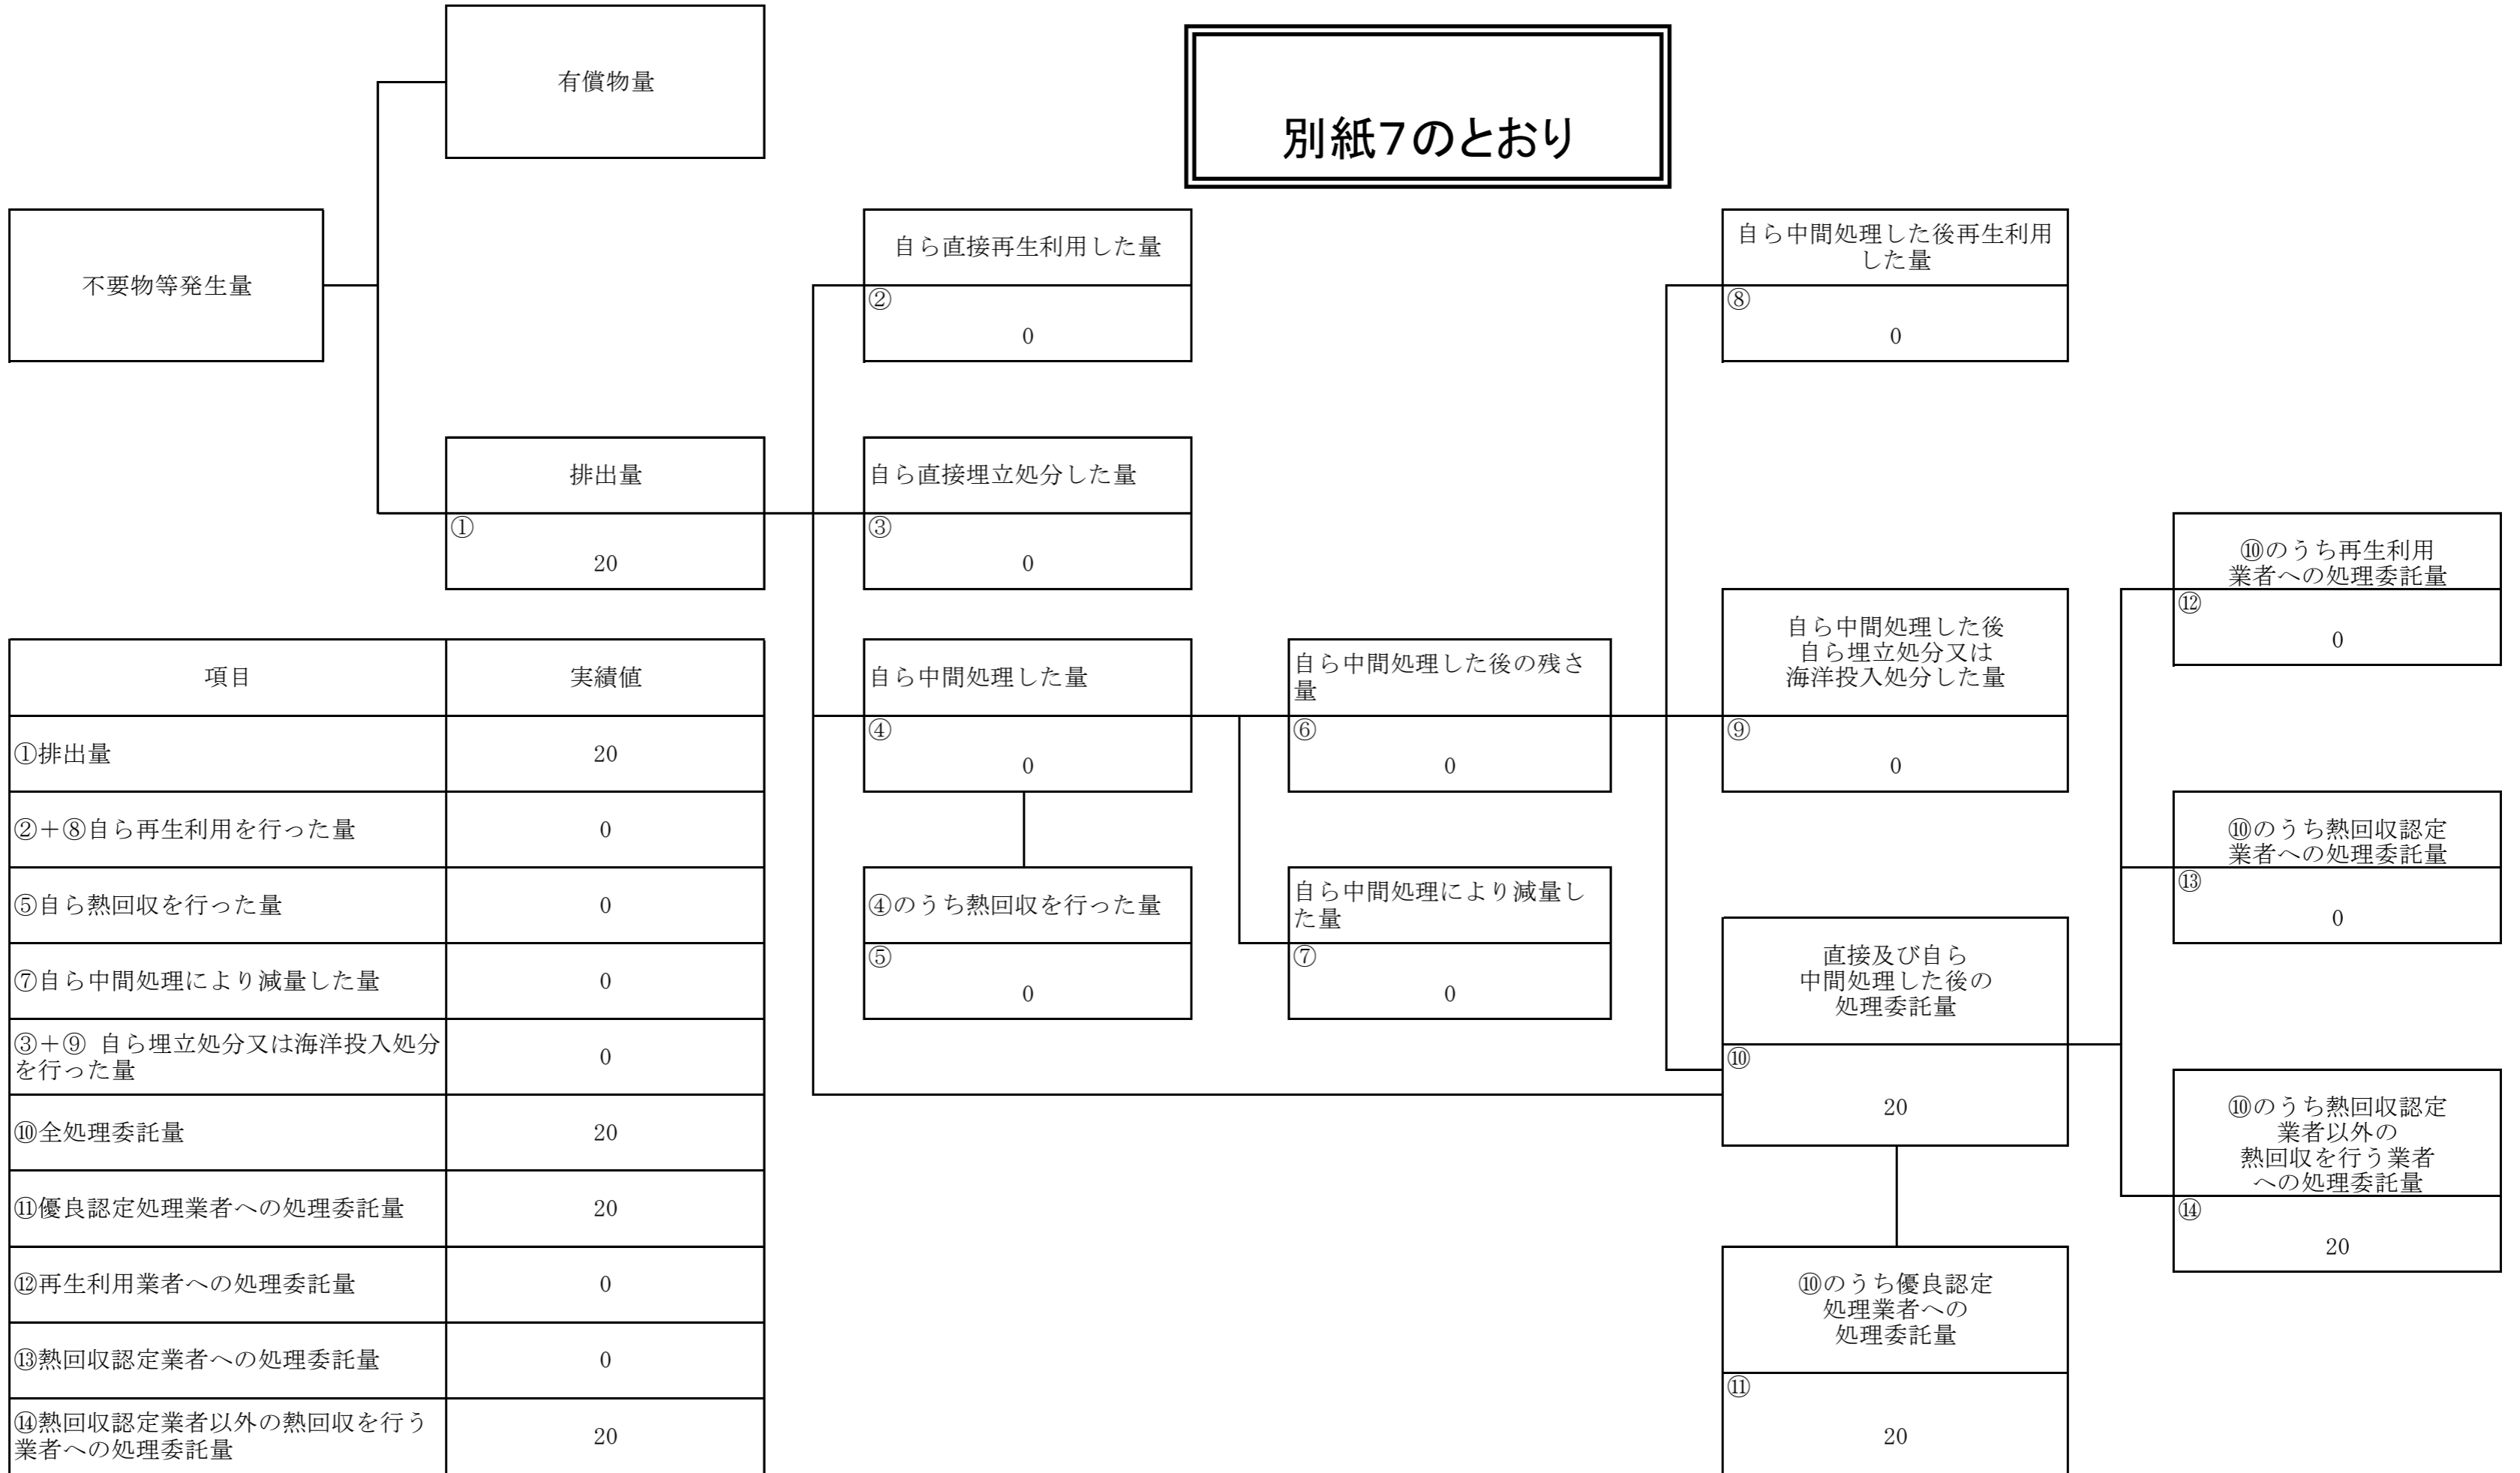 有償物量
別紙7のとおり
不要物等発生量
自ら直接再生利用した量
②
0
自ら中間処理した後再生利用
した量
⑧
0
排出量
①
20
自ら直接埋立処分した量
③
0
⑩のうち再生利用
業者への処理委託量
⑫
0
自ら中間処理した量
④
0
自ら中間処理した後の残さ
量
⑥
0
自ら中間処理した後
自ら埋立処分又は
海洋投入処分した量
⑨
0
⑩のうち熱回収認定
業者への処理委託量
⑬
0
④のうち熱回収を行った量
⑤
0
自ら中間処理により減量し
た量
⑦
0
直接及び自ら
中間処理した後の
処理委託量
⑩
20
⑩のうち熱回収認定
業者以外の
熱回収を行う業者
への処理委託量
⑭
20
⑩のうち優良認定
処理業者への
処理委託量
⑪
20
項目 実績値
①排出量 20
②＋⑧自ら再生利用を行った量 0
⑤自ら熱回収を行った量 0
⑦自ら中間処理により減量した量 0
③＋⑨ 自ら埋立処分又は海洋投入処分
を行った量 0
⑩全処理委託量 20
⑪優良認定処理業者への処理委託量 20
⑫再生利用業者への処理委託量 0
⑬熱回収認定業者への処理委託量 0
⑭熱回収認定業者以外の熱回収を行う
業者への処理委託量 20